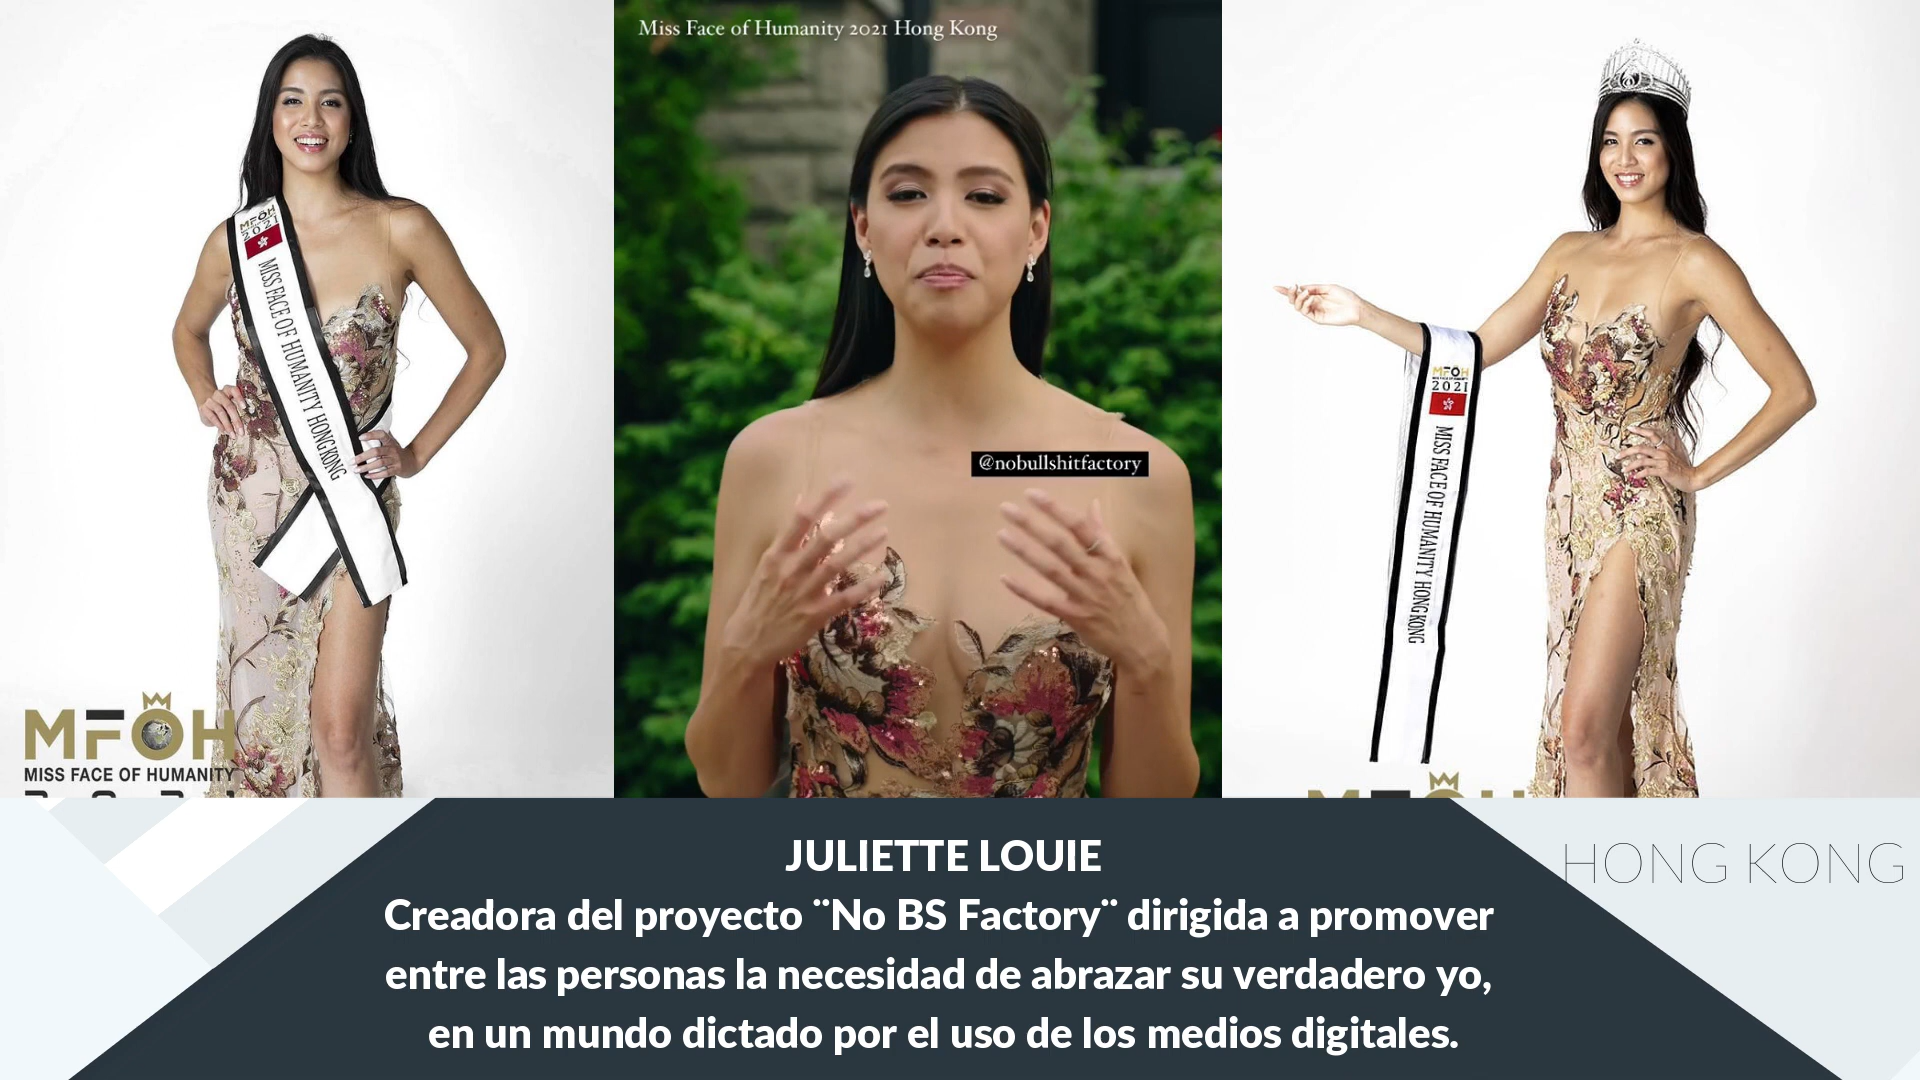 Miss Face of Humanity 2021 Hong Kong
MFOH
2021
MISS FACE OF HUMANITY HONG KONG
@nobullshitfactory
MFOH
2021
MISS FACE OF HUMANITY HONG KONG
MFOH
MISS FACE OF HUMANITY
JULIETTE LOUIE
HONG KONG
Creadora del proyecto ¨No BS Factory¨ dirigida a promover
entre las personas la necesidad de abrazar su verdadero yo,
en un mundo dictado por el uso de los medios digitales.